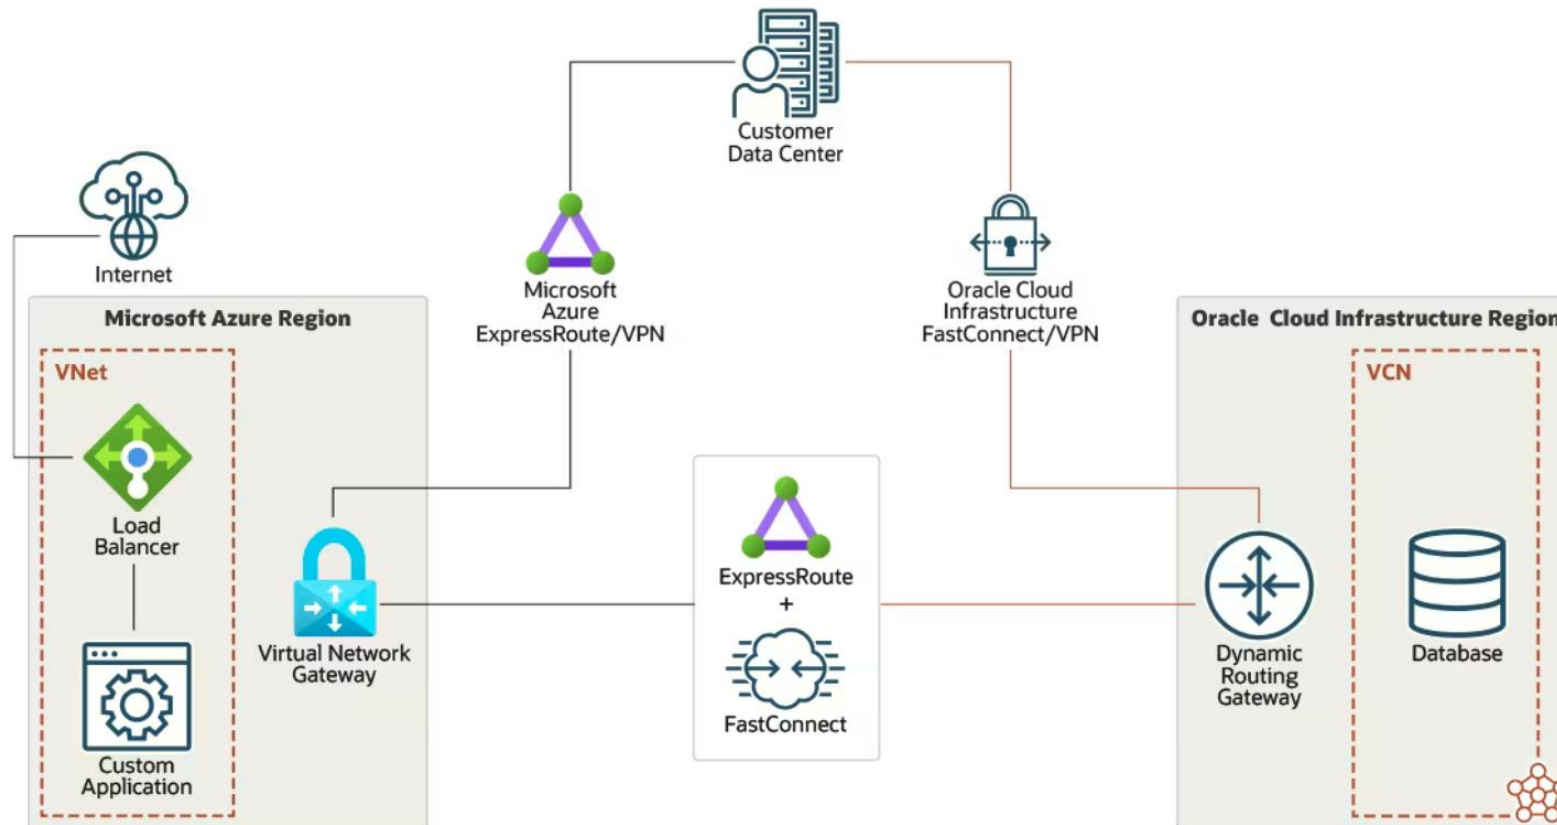 Customer
Data Center
Internet
Microsoft
Azure
ExpressRoute/VPN
Oracle Cloud
Infrastructure
FastConnect/VPN
Microsoft Azure Region
VNet
Load
Balancer
Custom
Application
Virtual Network
Gateway
ExpressRoute
+
FastConnect
Oracle Cloud Infrastructure Region
VCN
Dynamic
Routing
Gateway
Database